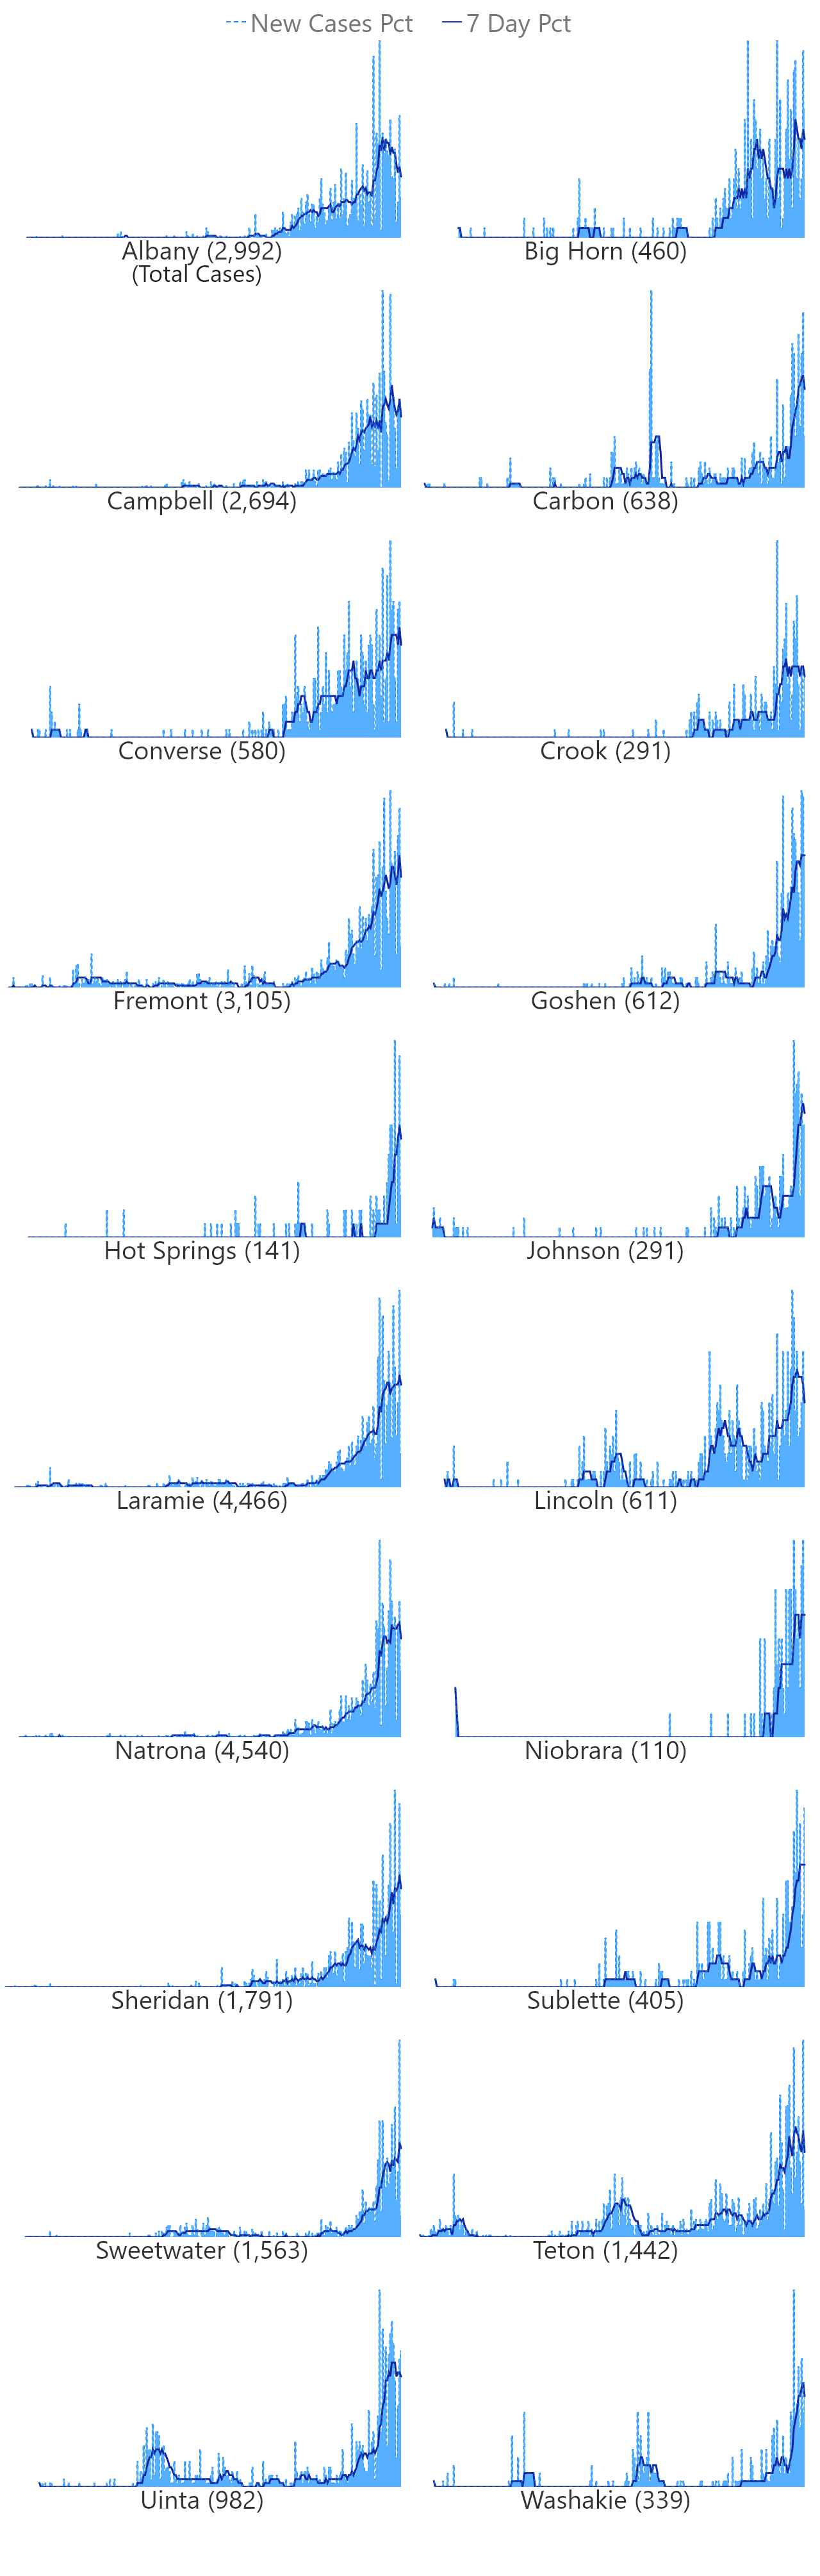 New Cases Pct 7 Day Pct
Albany (2,992) Big Horn (460)
(Total Cases)
Campbell (2,694) Carbon (638)
Converse (580) Crook (291)
Fremont (3,105) Goshen (612)
Hot Springs (141) Johnson (291)
Laramie (4,466) Lincoln (611)
Natrona (4,540) Niobrara (110)
Sheridan (1,791) Sublette (405)
Sweetwater (1,563) Teton (1,442)
Uinta (982) Washakie (339)